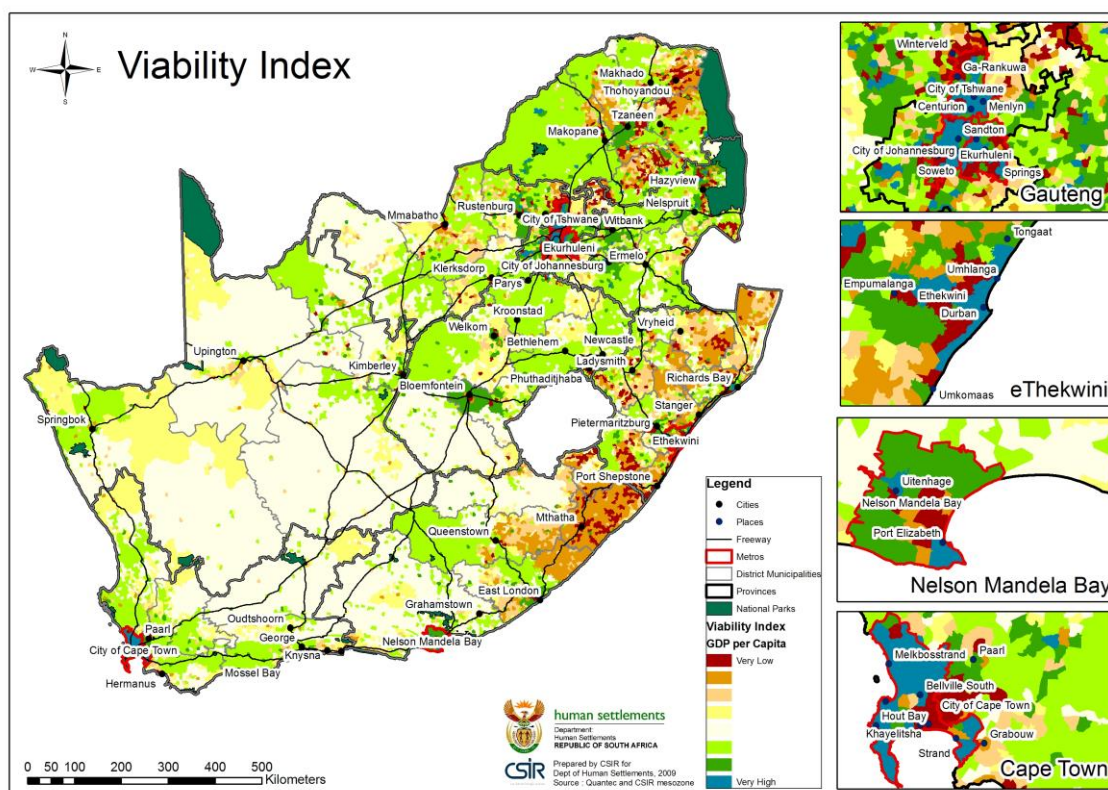 N
W E
S
Viability Index
Makhado
Thohoyandou
Tzaneen
Makopane
Hazyview
Rustenburg
Nelspruit
Mmabatho
City of Tshwane
Witbank
Ekurhuleni
Ermelo
Klerksdorp
City of Johannesburg
Parys
Kroonstad
Welkom
Vryheid
Bethlehem
Newcastle
Upington
Kimberley
Ladysmith
Bloemfontein
Phuthaditjhaba
Richards Bay
Springbok
Stanger
Pietermaritzburg
Ethekwini
Port Shepstone
Mthatha
Queenstown
East London
Grahamstown
Oudtshoorn
Paarl
George
Nelson Mandela Bay
City of Cape Town
Knysna
Mossel Bay
Hermanus
0 50 100 200 300 400 500
Kilometers
human settlements
Department:
Human Settlements
REPUBLIC OF SOUTH AFRICA
CSIR
Prepared by CSIR for
Dept of Human Settlements, 2009
Source : Quantec and CSIR mesozone
Legend
Cities
Places
Freeway
Metros
District Municipalities
Provinces
National Parks
Viability Index
GDP per Capita
Very Low
Very High
Winterveld
Ga-Rankuwa
City of Tshwane
Centurion
Menlyn
Sandton
City of Johannesburg
Ekurhuleni
Soweto
Springs
Gauteng
Tongaat
Umhlanga
Empumalanga
Ethekwini
Durban
Umkomaas
eThekwini
Uitenhage
Nelson Mandela Bay
Port Elizabeth
Nelson Mandela Bay
Melkbosstrand
Paarl
Bellville South
City of Cape Town
Hout Bay
Khayelitsha
Grabouw
Strand
Cape Town